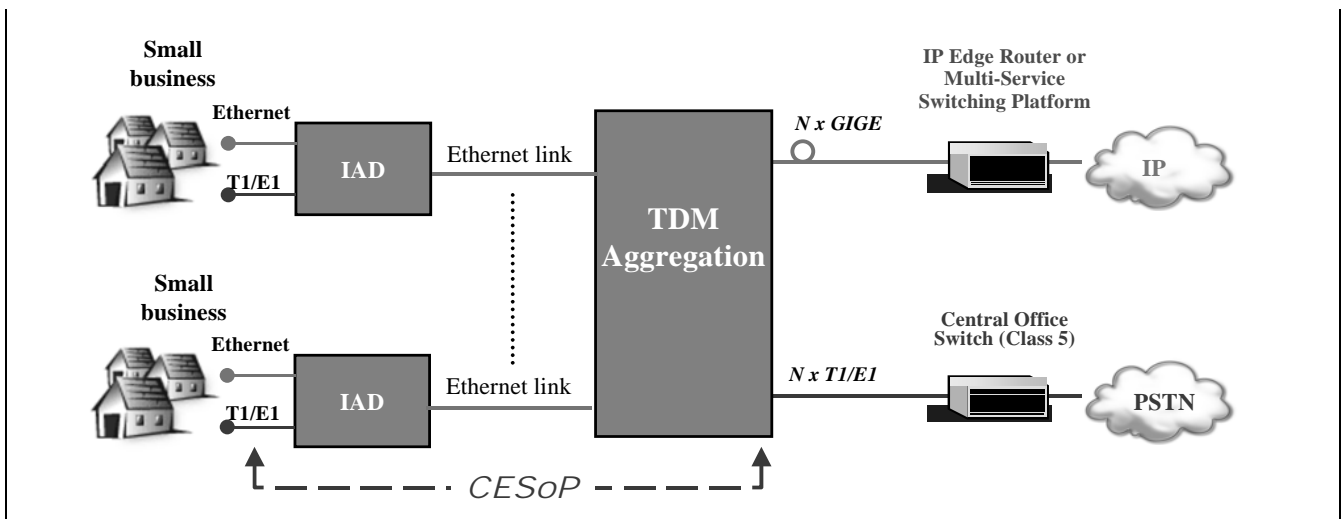 Small
business
Ethernet
T1/E1
IAD
Ethernet link
TDM
Aggregation
N x GIGE
IP Edge Router or
Multi-Service
Switching Platform
IP
Small
business
Ethernet
T1/E1
IAD
Ethernet link
N x T1/E1
Central Office
Switch (Class 5)
PSTN
CESoP